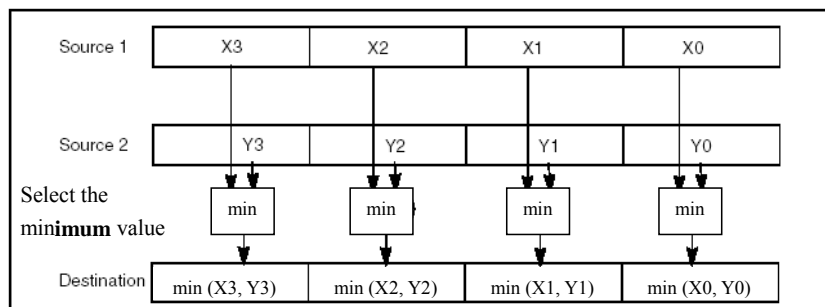 Source 1 X3 X2 X1 X0
Source 2 Y3 Y2 Y1 Y0
Select the
minimum value
min min min min
Destination min (X3, Y3) min (X2, Y2) min (X1, Y1) min (X0, Y0)